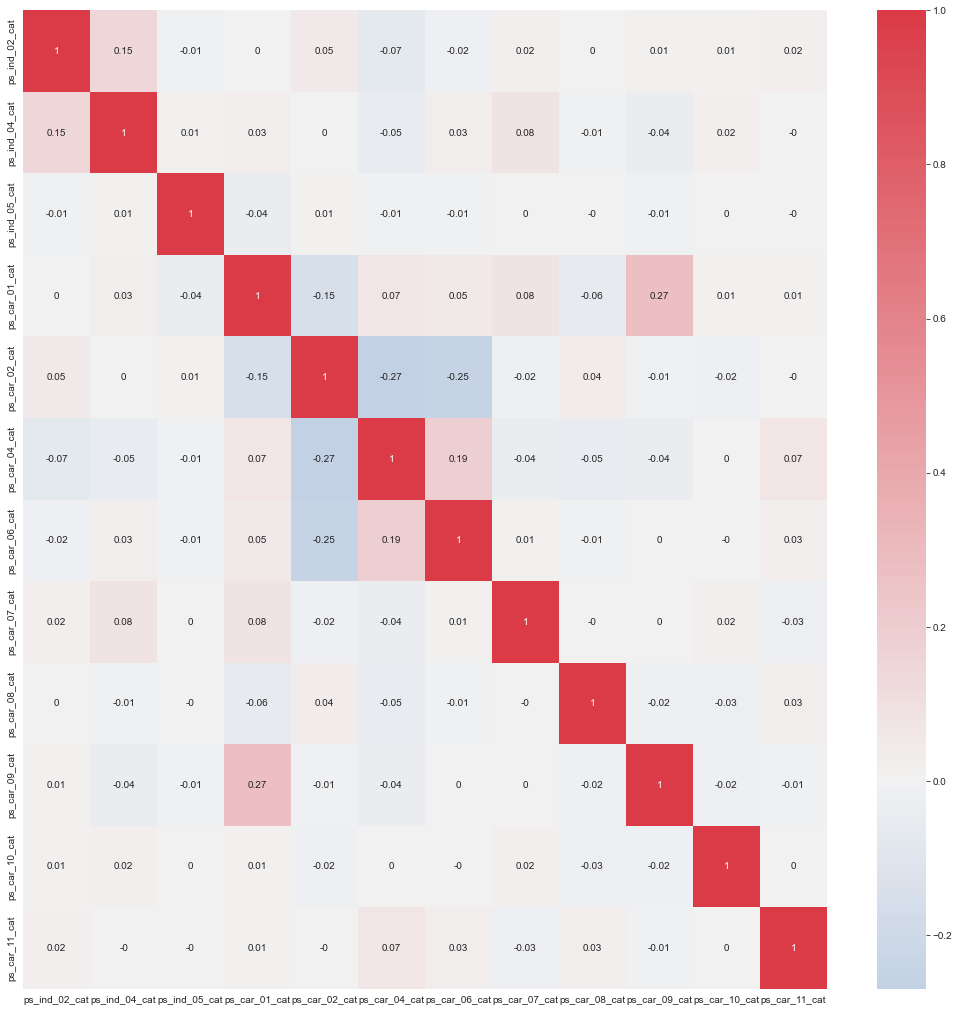 ps_ind_02_cat 1 0.15 -0.01 0 0.05 -0.07 -0.02 0.02 0 0.01 0.01 0.02
ps_ind_04_cat 0.15 1 0.01 0.03 0 -0.05 0.03 0.08 -0.01 -0.04 0.02 -0
ps_ind_05_cat -0.01 0.01 1 -0.04 0.01 -0.01 -0.01 0 -0 -0.01 0 -0
ps_car_01_cat 0 0.03 -0.04 1 -0.15 0.07 0.05 0.08 -0.06 0.27 0.01 0.01
ps_car_02_cat 0.05 0 0.01 -0.15 1 -0.27 -0.25 -0.02 0.04 -0.01 -0.02 -0
ps_car_04_cat -0.07 -0.05 -0.01 0.07 -0.27 1 0.19 -0.04 -0.05 -0.04 0 0.07
ps_car_06_cat -0.02 0.03 -0.01 0.05 -0.25 0.19 1 0.01 -0.01 0 -0 0.03
ps_car_07_cat 0.02 0.08 0 0.08 -0.02 -0.04 0.01 1 -0 0 0.02 -0.03
ps_car_08_cat 0 -0.01 -0 -0.06 0.04 -0.05 -0.01 -0 1 -0.02 -0.03 0.03
ps_car_09_cat 0.01 -0.04 -0.01 0.27 -0.01 -0.04 0 0 -0.02 1 -0.02 -0.01
ps_car_10_cat 0.01 0.02 0 0.01 -0.02 0 -0 0.02 -0.03 -0.02 1 0
ps_car_11_cat 0.02 -0 -0 0.01 -0 0.07 0.03 -0.03 0.03 -0.01 0 1
ps_ind_02_cat ps_ind_04_cat ps_ind_05_cat ps_car_01_cat ps_car_02_cat ps_car_04_cat ps_car_06_cat ps_car_07_cat ps_car_08_cat ps_car_09_cat ps_car_10_cat ps_car_11_cat
1.0
0.8
0.6
0.4
0.2
0.0
−0.2